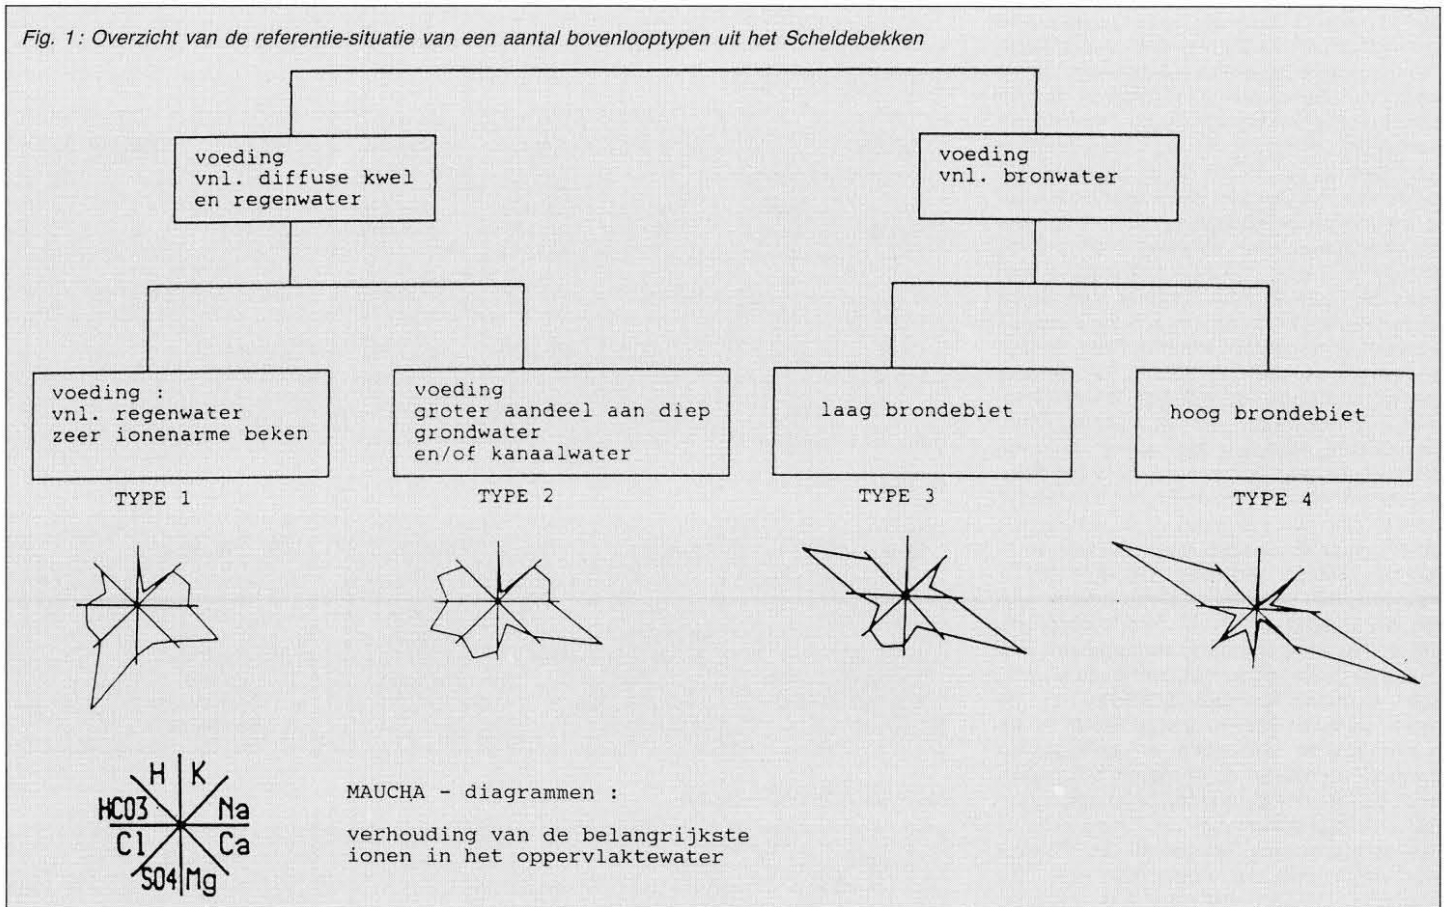 Fig. 1: Overzicht van de referentie-situatie van een aantal bovenlooptypen uit het Scheldebekken
voeding
vnl. diffuse kwel
en regenwater
voeding
vnl. bronwater
voeding :
vnl. regenwater
zeer ionenarme beken
TYPE 1
voeding
groter aandeel aan diep
grondwater
en/of kanaalwater
TYPE 2
laag brondebiet
TYPE 3
hoog brondebiet
TYPE 4
H K
HCO3 Na
Cl Ca
SO4 Mg
MAUCHA - diagrammen :
verhouding van de belangrijkste
ionen in het oppervlaktewater